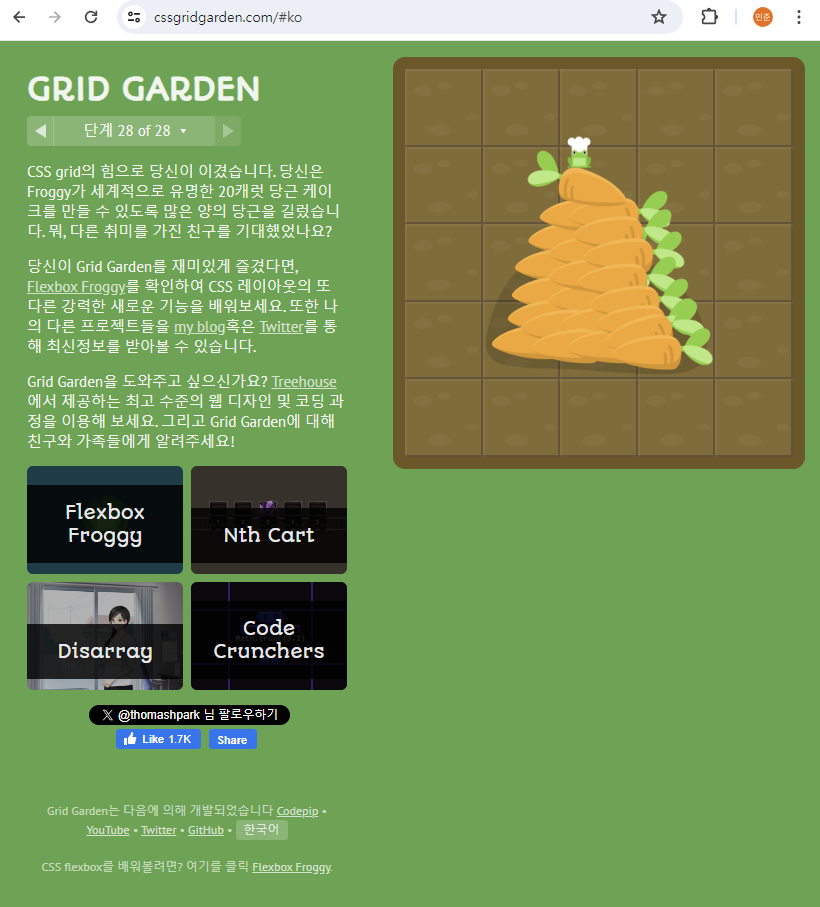 cssgridgarden.com/#ko
민준
GRID GARDEN
단계 28 of 28
CSS grid의 힘으로 당신이 이겼습니다. 당신은
Froggy가 세계적으로 유명한 20캐럿 당근 케이
크를 만들 수 있도록 많은 양의 당근을 길렀습니
다. 뭐, 다른 취미를 가진 친구를 기대했었나요?
당신이 Grid Garden를 재미있게 즐겼다면,
Flexbox Froggy를 확인하여 CSS 레이아웃의 또
다른 강력한 새로운 기능을 배워보세요. 또한 나
의 다른 프로젝트들을 my blog혹은 Twitter를 통
해 최신정보를 받아볼 수 있습니다.
Grid Garden을 도와주고 싶으신가요? Treehouse
에서 제공하는 최고 수준의 웹 디자인 및 코딩 과
정을 이용해 보세요. 그리고 Grid Garden에 대해
친구와 가족들에게 알려주세요!
Flexbox
Froggy
Nth Cart
Disarray
Code
Crunchers
@thomashpark 님 팔로우하기
Like 1.7K Share
Grid Garden는 다음에 의해 개발되었습니다 Codepip •
YouTube • Twitter • GitHub • 한국어
CSS flexbox를 배워볼려면? 여기를 클릭 Flexbox Froggy.